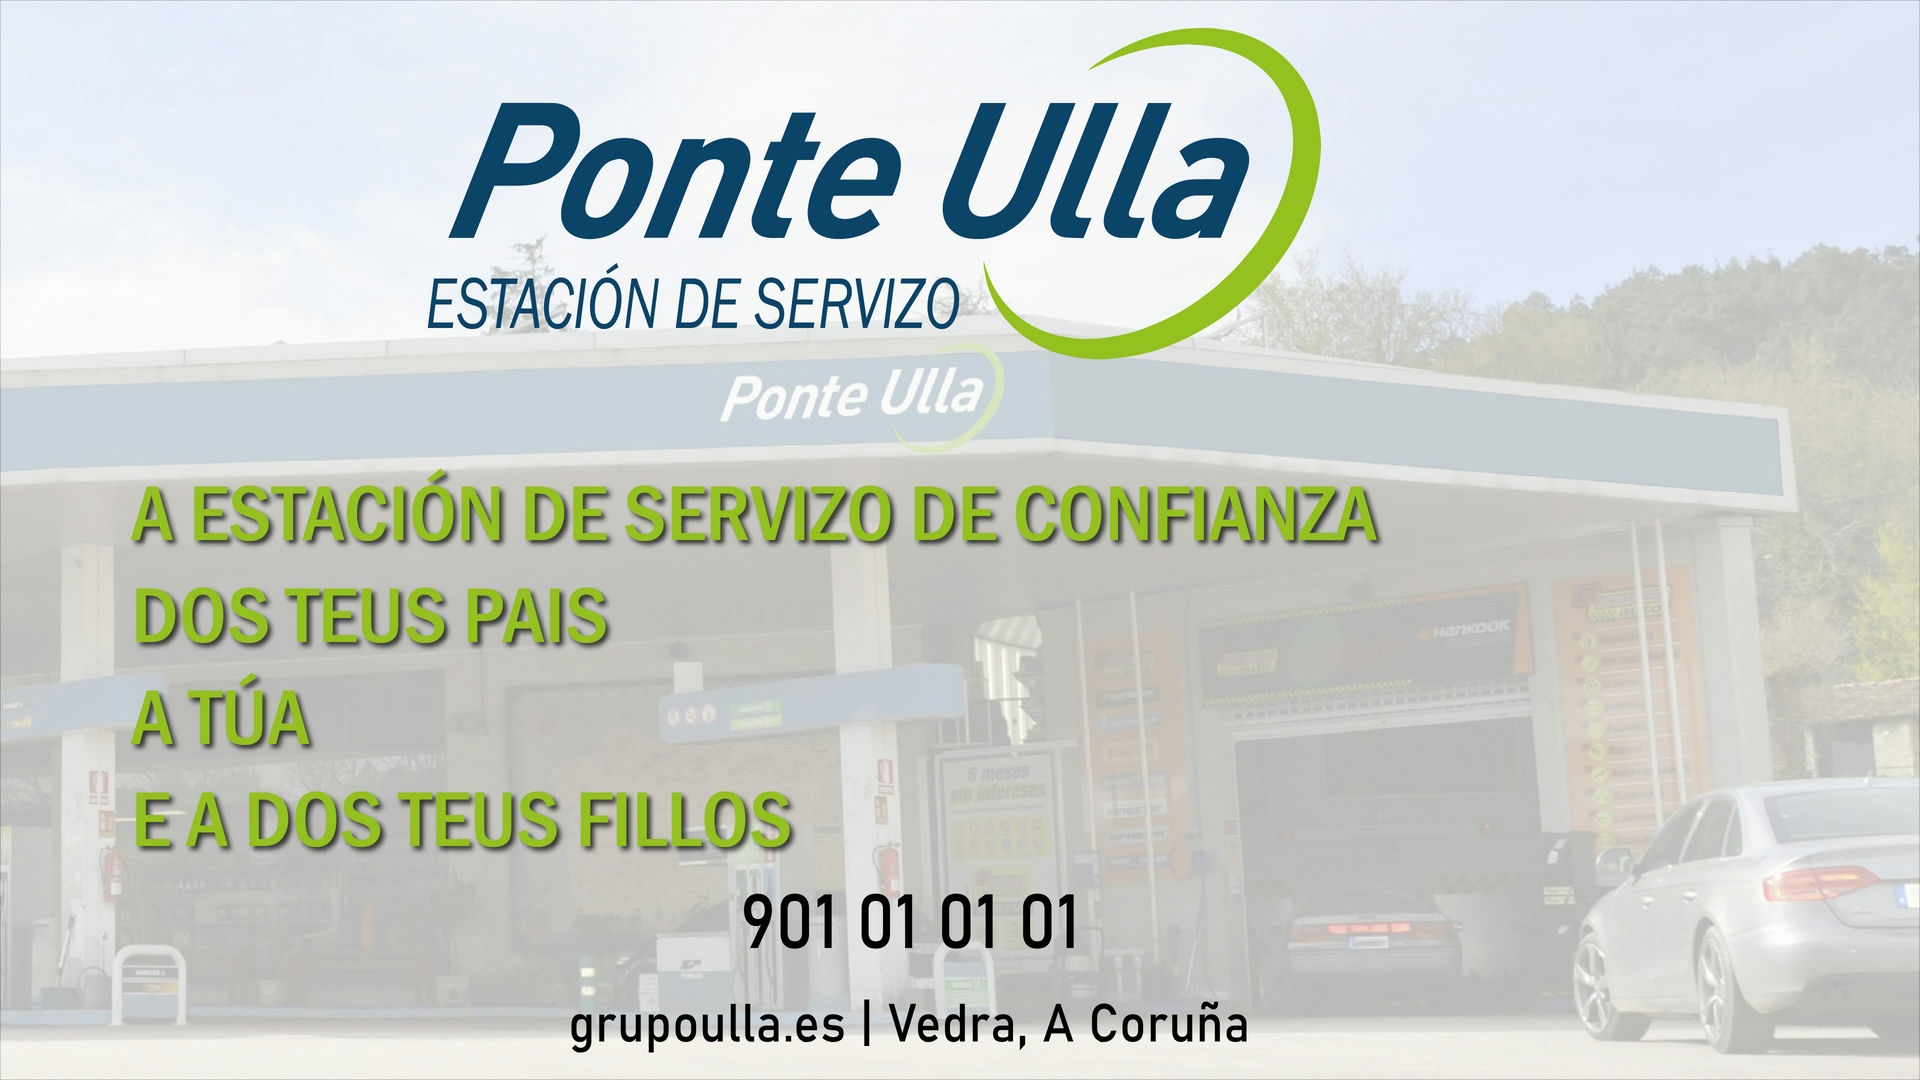 Ponte Ulla
ESTACIÓN DE SERVIZO
Ponte Ulla
A ESTACIÓN DE SERVIZO DE CONFIANZA
DOS TEUS PAIS
A TÚA
E A DOS TEUS FILLOS
HANKOOK
6 meses
sin intereses
901 01 01 01
grupoulla.es | Vedra, A Coruña